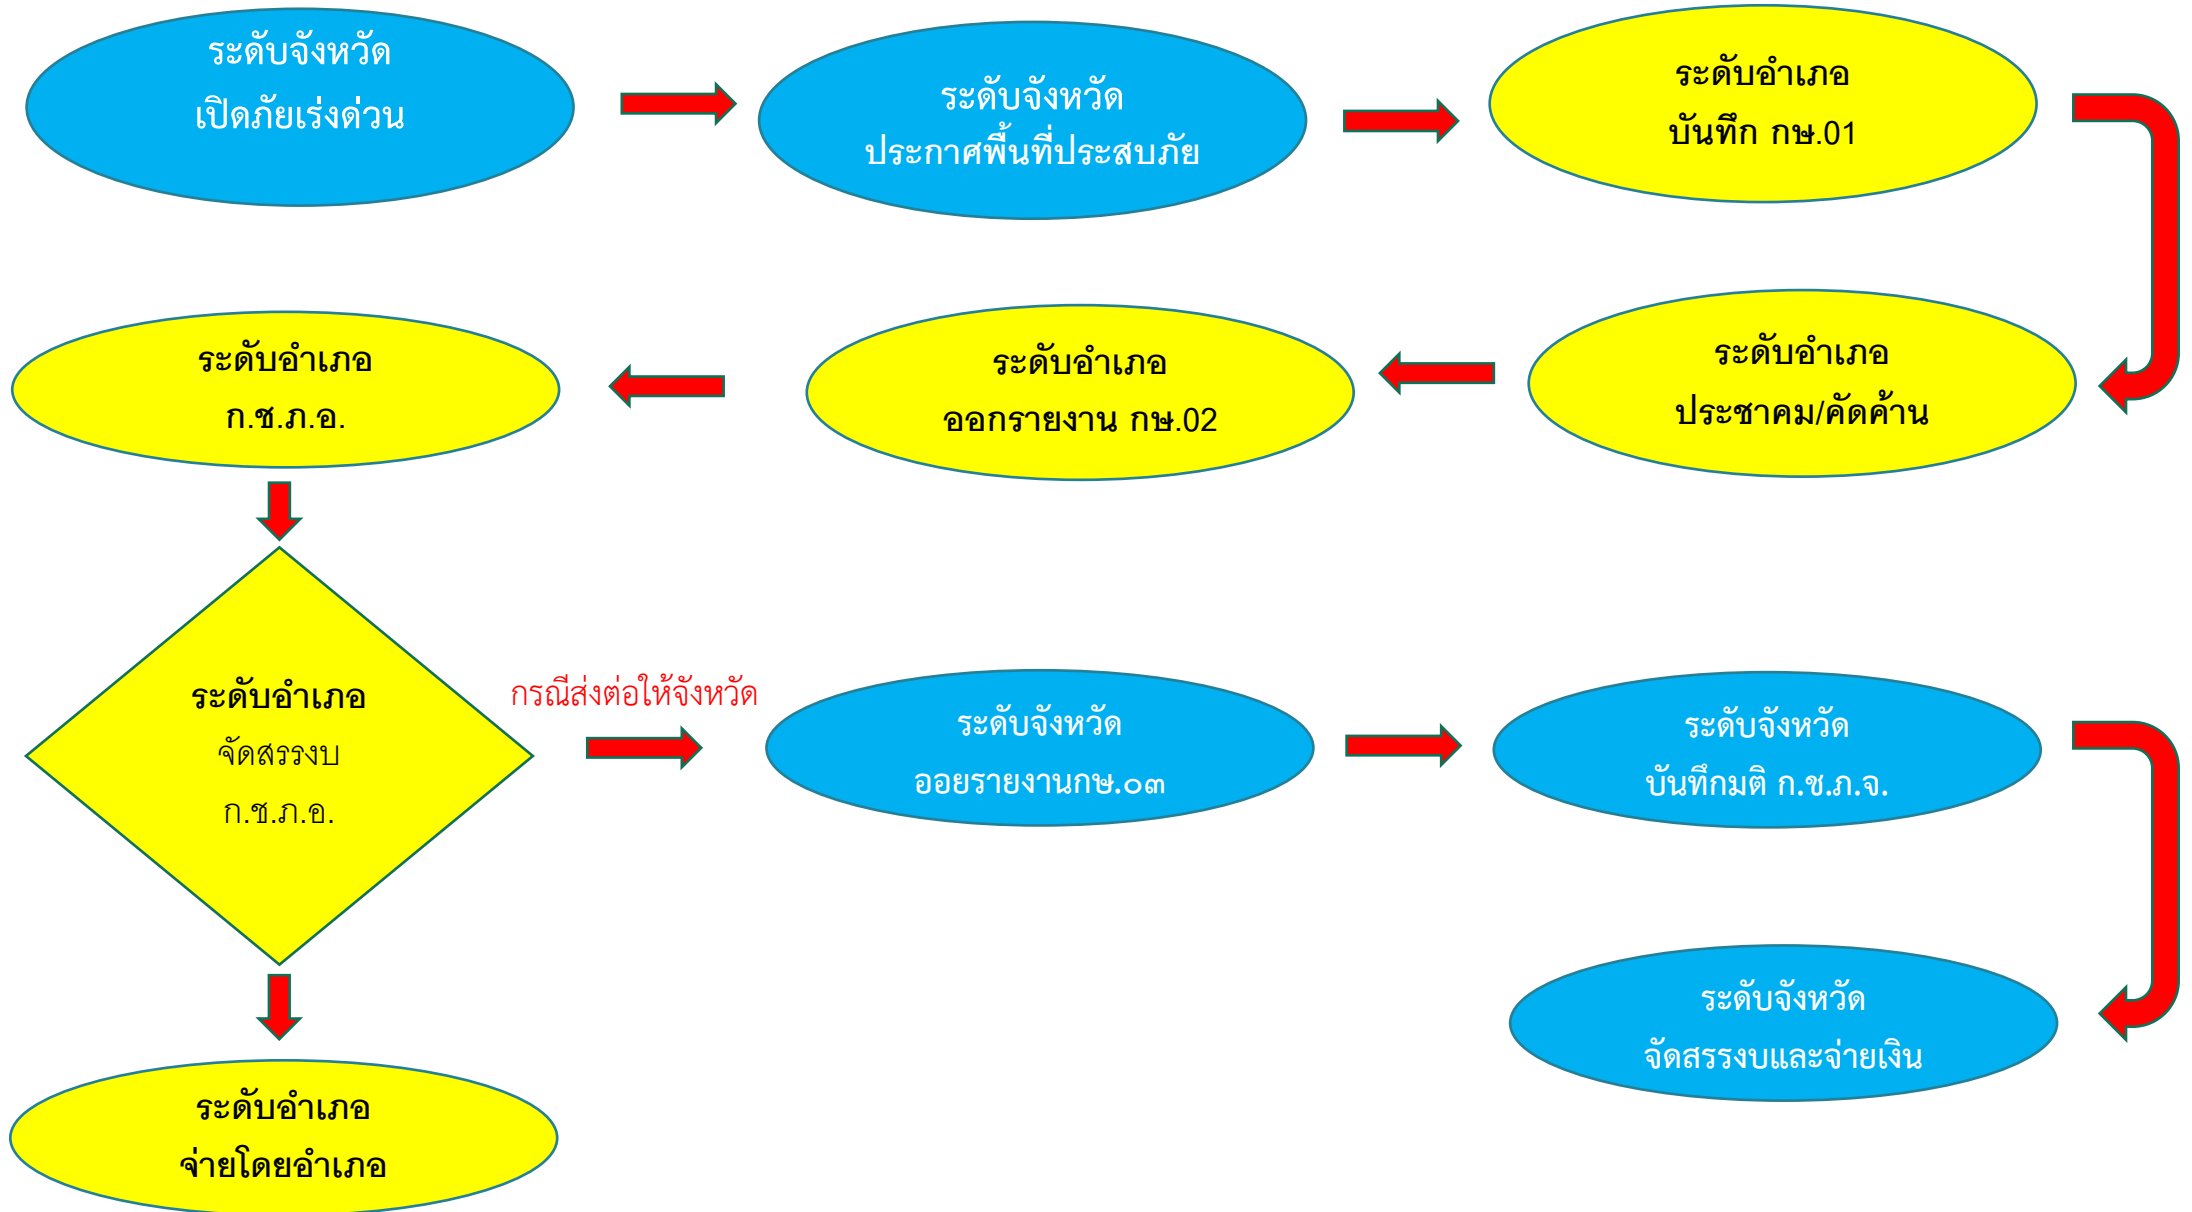 ระดับจังหวัด
เปิดภัยเร่งด่วน
ระดับจังหวัด
ประกาศพื้นที่ประสบภัย
ระดับอำเภอ
บันทึก กษ.01
ระดับอำเภอ
ประชาคม/คัดค้าน
ระดับอำเภอ
ออกรายงาน กษ.02
ระดับอำเภอ
ก.ช.ภ.อ.
ระดับอำเภอ
จัดสรรงบ
ก.ช.ภ.อ.
กรณีส่งต่อให้จังหวัด
ระดับจังหวัด
ออยรายงานกษ.๐๓
ระดับจังหวัด
บันทึกมติ ก.ช.ภ.จ.
ระดับจังหวัด
จัดสรรงบและจ่ายเงิน
ระดับอำเภอ
จ่ายโดยอำเภอ